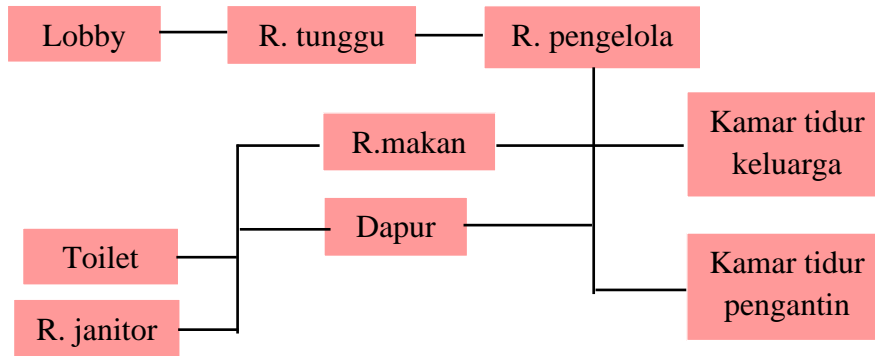 Lobby
R. tunggu
R. pengelola
R.makan
Kamar tidur
keluarga
Dapur
Toilet
Kamar tidur
pengantin
R. janitor